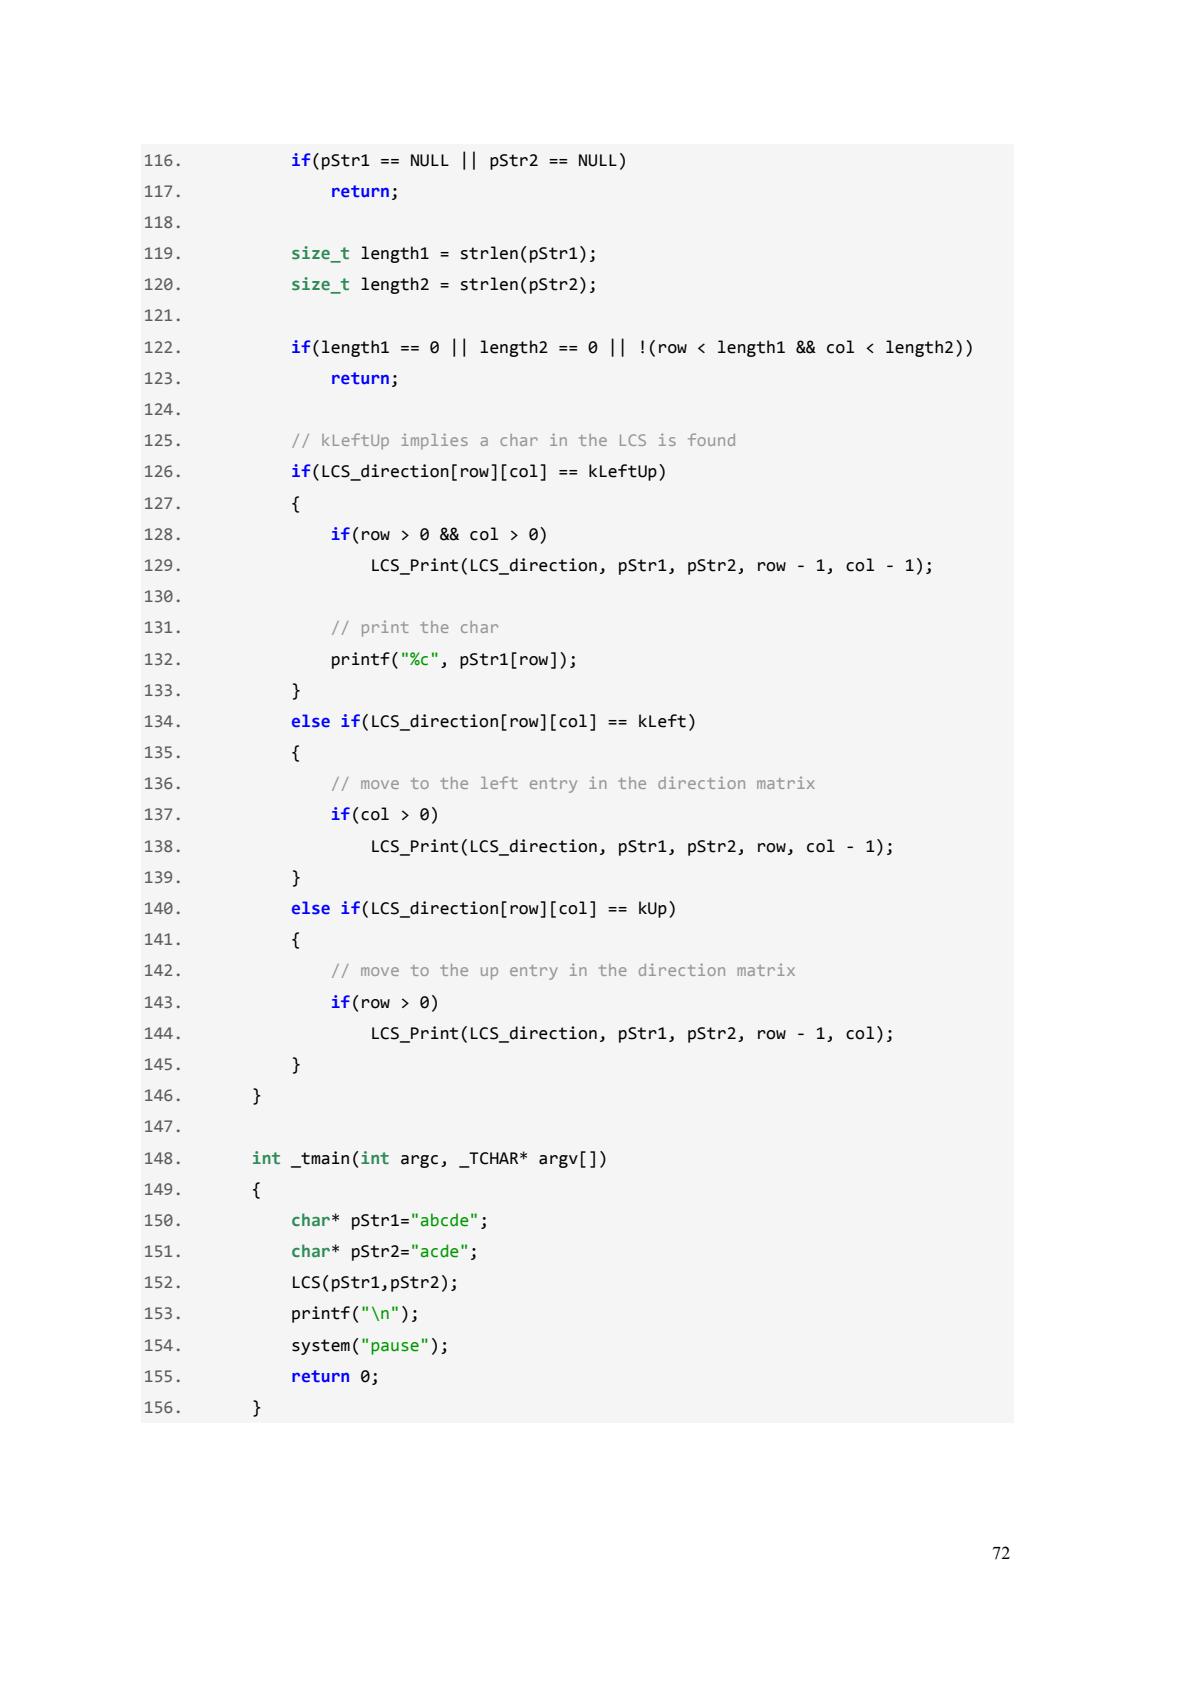 116.           if(pStr1 == NULL || pStr2 == NULL)
117.               return;
118.
119.           size_t length1 = strlen(pStr1);
120.           size_t length2 = strlen(pStr2);
121.
122.           if(length1 == 0 || length2 == 0 || !(row < length1 && col < length2))
123.               return;
124.
125.           // kLeftUp implies a char in the LCS is found
126.           if(LCS_direction[row][col] == kLeftUp)
127.           {
128.               if(row > 0 && col > 0)
129.                   LCS_Print(LCS_direction, pStr1, pStr2, row - 1, col - 1);
130.
131.               // print the char
132.               printf("%c", pStr1[row]);
133.           }
134.           else if(LCS_direction[row][col] == kLeft)
135.           {
136.               // move to the left entry in the direction matrix
137.               if(col > 0)
138.                   LCS_Print(LCS_direction, pStr1, pStr2, row, col - 1);
139.           }
140.           else if(LCS_direction[row][col] == kUp)
141.           {
142.               // move to the up entry in the direction matrix
143.               if(row > 0)
144.                   LCS_Print(LCS_direction, pStr1, pStr2, row - 1, col);
145.           }
146.       }
147.
148.       int _tmain(int argc, _TCHAR* argv[])
149.       {
150.           char* pStr1="abcde";
151.           char* pStr2="acde";
152.           LCS(pStr1,pStr2);
153.           printf("\n");
154.           system("pause");
155.           return 0;
156.       }
72